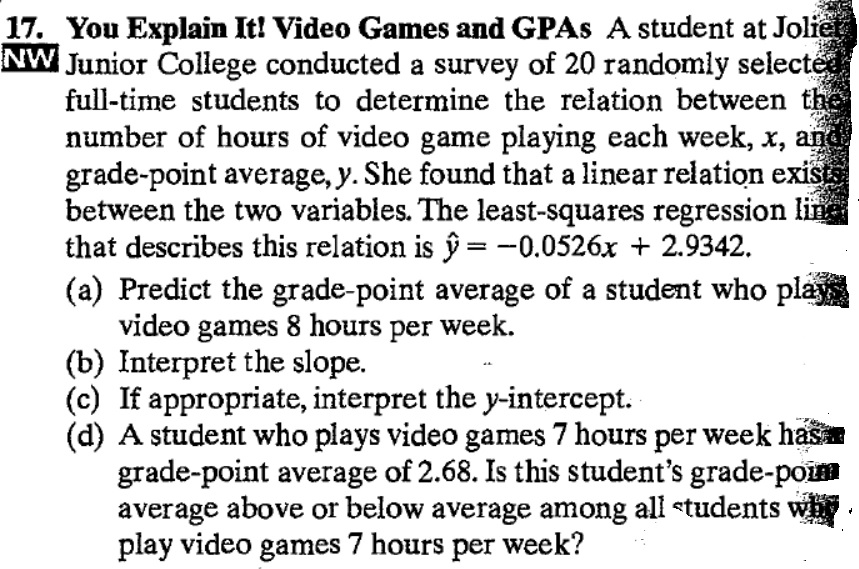 17. You Explain It! Video Games and GPAs A student at Joliet
NW Junior College conducted a survey of 20 randomly selected
full-time students to determine the relation between the
number of hours of video game playing each week, x, and
grade-point average, y. She found that a linear relation exists
between the two variables. The least-squares regression line
that describes this relation is ŷ = −0.0526x + 2.9342.
(a) Predict the grade-point average of a student who plays
video games 8 hours per week.
(b) Interpret the slope.
(c) If appropriate, interpret the y-intercept.
(d) A student who plays video games 7 hours per week has a
grade-point average of 2.68. Is this student's grade-point
average above or below average among all students who
play video games 7 hours per week?